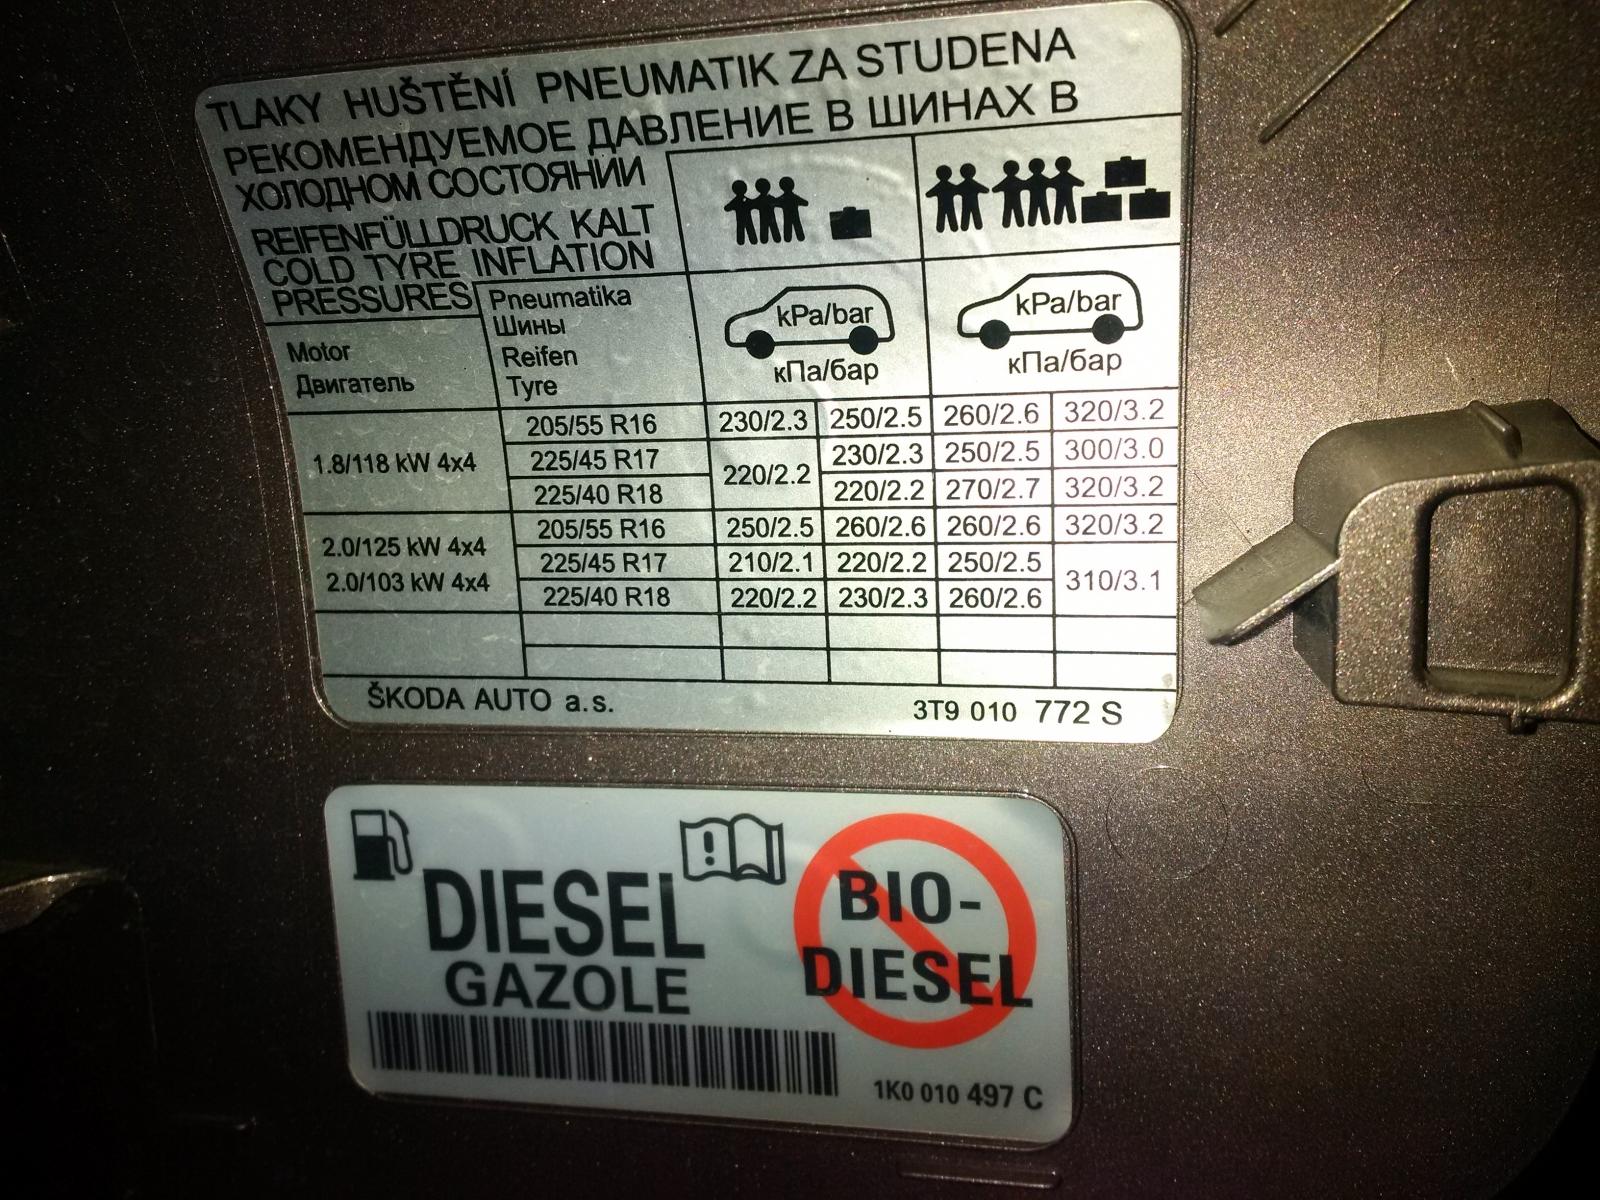 TLAKY HUŠTĚNÍ PNEUMATIK ZA STUDENA
РЕКОМЕНДУЕМОЕ ДАВЛЕНИЕ В ШИНАХ В
ХОЛОДНОМ СОСТОЯНИИ
REIFENFÜLLDRUCK KALT
COLD TYRE INFLATION
PRESSURES
Motor
Двигатель
Pneumatika
Шины
Reifen
Tyre
kPa/bar
кПа/бар
kPa/bar
кПа/бар
1.8/118 kW 4x4
205/55 R16 230/2.3 250/2.5 260/2.6 320/3.2
225/45 R17 220/2.2 230/2.3 250/2.5 300/3.0
225/40 R18 220/2.2 270/2.7 320/3.2
2.0/125 kW 4x4
2.0/103 kW 4x4
205/55 R16 250/2.5 260/2.6 260/2.6 320/3.2
225/45 R17 210/2.1 220/2.2 250/2.5 310/3.1
225/40 R18 220/2.2 230/2.3 260/2.6
ŠKODA AUTO a.s. 3T9 010 772 S
DIESEL
GAZOLE
BIO-
DIESEL
1K0 010 497 C